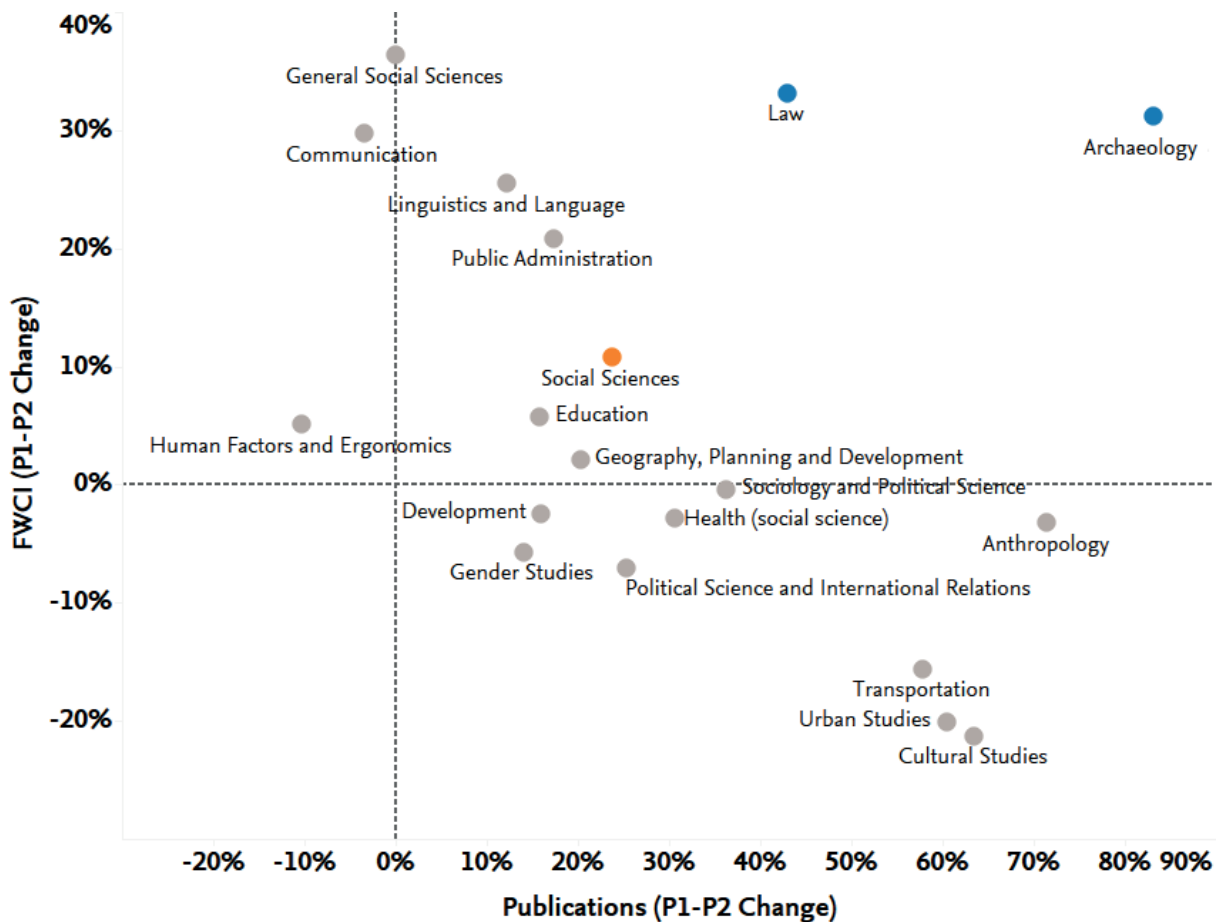 40%
General Social Sciences
Law
30%
Communication
Archaeology
Linguistics and Language
20%
Public Administration
10%
Social Sciences
Education
Human Factors and Ergonomics
Geography, Planning and Development
0%
Sociology and Political Science
Development
Health (social science)
Anthropology
Gender Studies
Political Science and International Relations
-10%
Transportation
Urban Studies
-20%
Cultural Studies
FWCI (P1-P2 Change)
-20% -10% 0% 10% 20% 30% 40% 50% 60% 70% 80% 90%
Publications (P1-P2 Change)